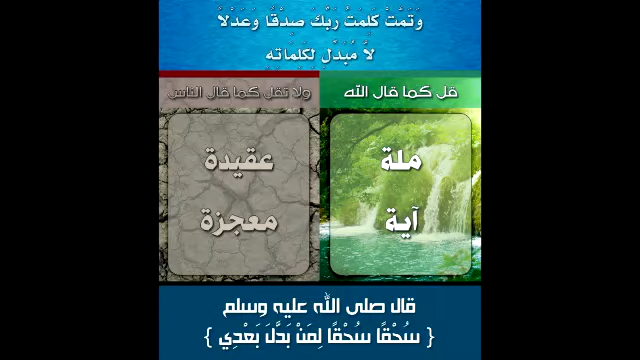 وَتَمَّتْ كَلِمَتُ رَبِّكَ صِدْقًا وَعَدْلًا
لَّا مُبَدِّلَ لِكَلِمَاتِهِ
قل كما قال الله
ولا تقل كما قال الناس
ملة
عقيدة
آية
معجزة
قال صلى الله عليه وسلم
{ سُحْقًا سُحْقًا لِمَنْ بَدَّلَ بَعْدِي }